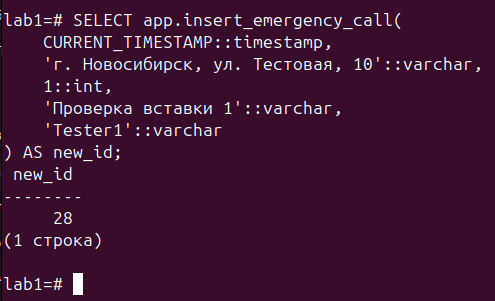 lab1=# SELECT app.insert_emergency_call(
    CURRENT_TIMESTAMP::timestamp,
    'г. Новосибирск, ул. Тестовая, 10'::varchar,
    1::int,
    'Проверка вставки 1'::varchar,
    'Tester1'::varchar
) AS new_id;
 new_id
--------
     28
(1 строка)

lab1=#